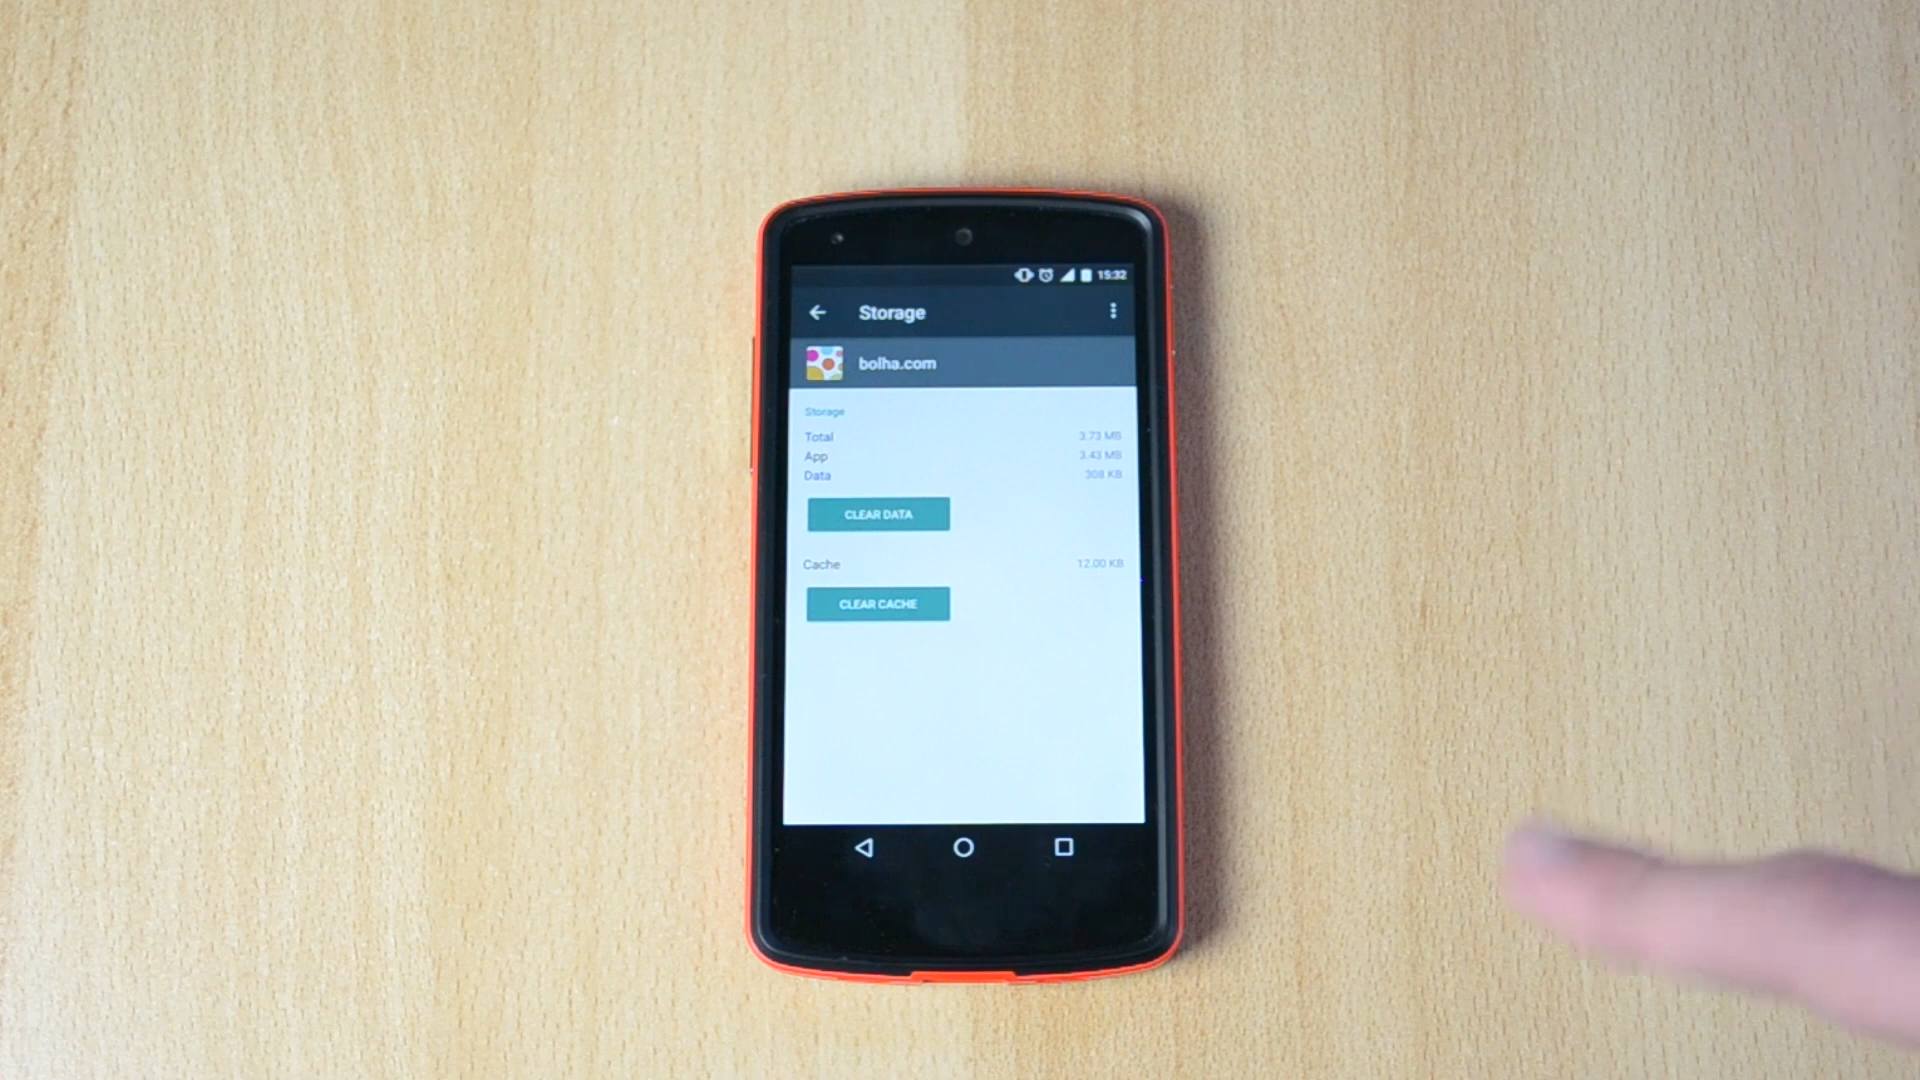 15:32
Storage
bolha.com
Storage
Total 3.73 MB
App 3.43 MB
Data 308 KB
CLEAR DATA
Cache 12.00 KB
CLEAR CACHE